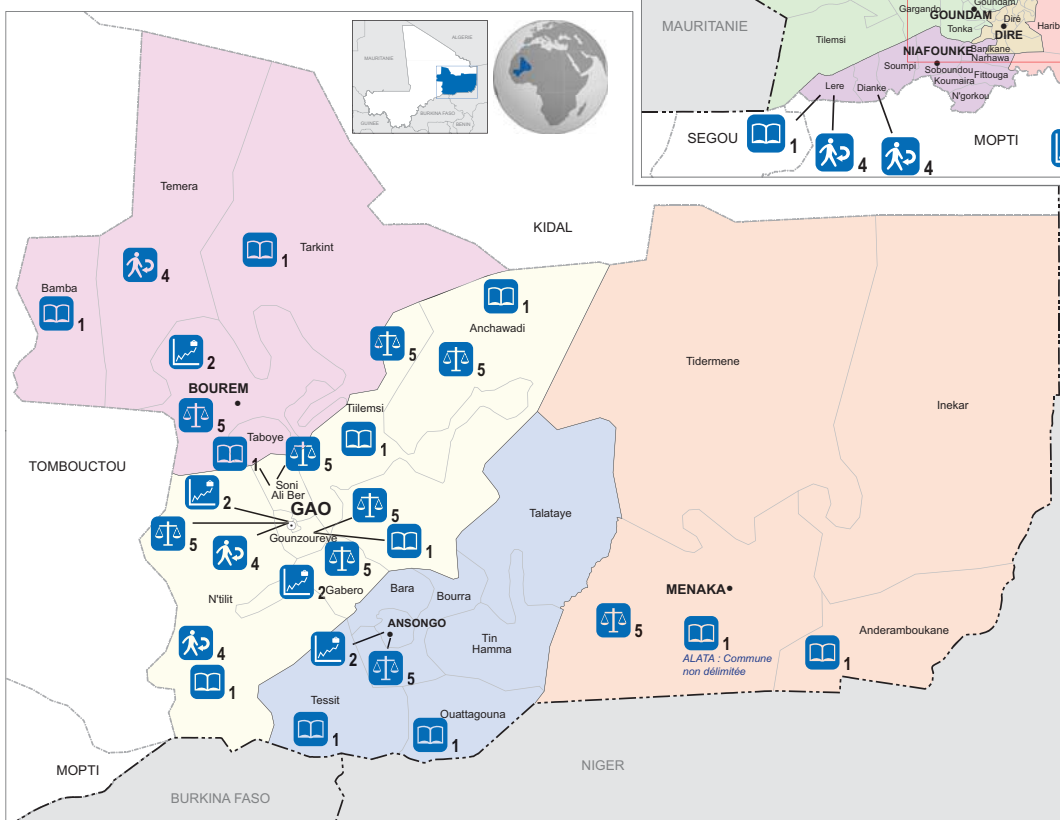 MAURITANIE
ALGERIE
MAURITANIE
BURKINA FASO
GUINEE
BENIN
Gargando
Goundam/
GOUNDAM
Tonka
Diré
DIRE
Harib
Tilemsi
NIAFOUNKE
Banikane
Narhawa
Soumpi
Soboundou
Koumaira
Fittouga
Lere
Dianke
N'gorkou
SEGOU
1
4
4
MOPTI
Temera
KIDAL
Tarkint
1
4
Bamba
1
1
Anchawadi
5
5
2
Tidermene
Inekar
BOUREM
5
Tiilemsi
1
Taboye
1
5
TOMBOUCTOU
Soni
Ali Ber
2
GAO
5
Talataye
5
Gounzoureye
4
1
5
2
Gabero
N'tilit
Bara
Bourra
MENAKA
ANSONGO
5
4
2
Tin
Hamma
1
Anderamboukane
ALATA : Commune
non délimitée
1
5
1
Tessit
1
Ouattagouna
1
MOPTI
NIGER
BURKINA FASO